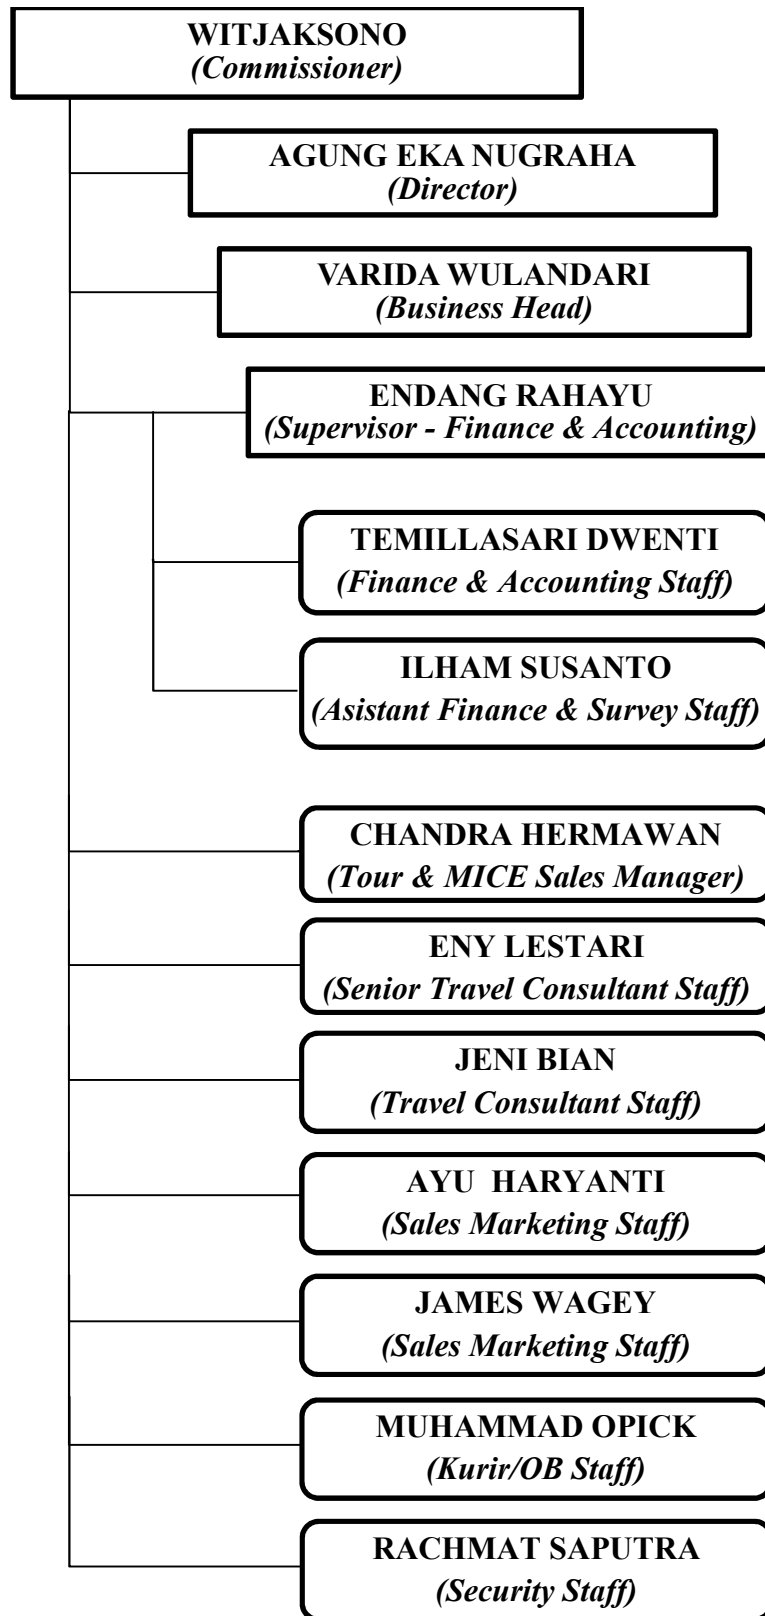 WITJAKSONO
(Commissioner)
AGUNG EKA NUGRAHA
(Director)
VARIDA WULANDARI
(Business Head)
ENDANG RAHAYU
(Supervisor - Finance & Accounting)
TEMILLASARI DWENTI
(Finance & Accounting Staff)
ILHAM SUSANTO
(Asistant Finance & Survey Staff)
CHANDRA HERMAWAN
(Tour & MICE Sales Manager)
ENY LESTARI
(Senior Travel Consultant Staff)
JENI BIAN
(Travel Consultant Staff)
AYU  HARYANTI
(Sales Marketing Staff)
JAMES WAGEY
(Sales Marketing Staff)
MUHAMMAD OPICK
(Kurir/OB Staff)
RACHMAT SAPUTRA
(Security Staff)